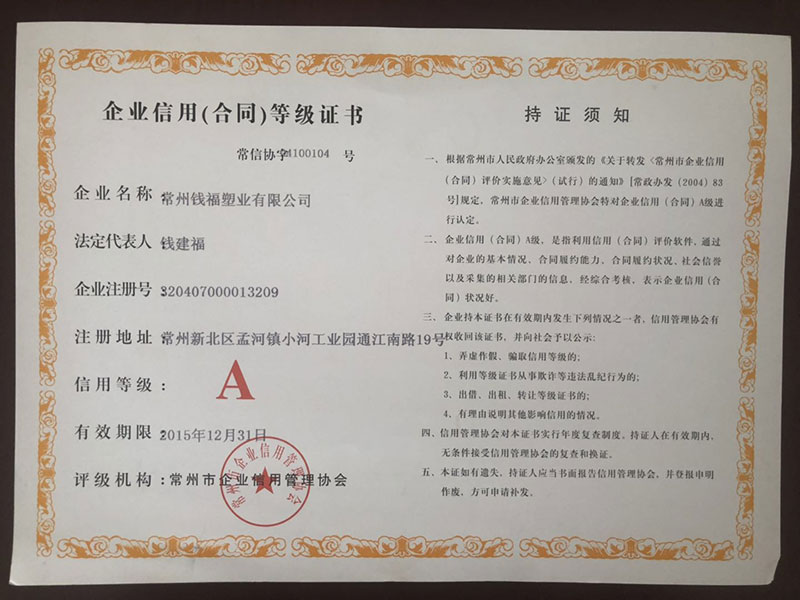 企业信用(合同)等级证书
常信协字M100104 号
企业名称：常州钱福塑业有限公司
法定代表人：钱建福
企业注册号：320407000013209
注册地址：常州新北区孟河镇小河工业园通江南路19号
信用等级：A
有效期限：2015年12月31日
评级机构：常州市企业信用管理协会
常州市企业信用管理协会
持证须知
一、根据常州市人民政府办公室颁发的《关于转发〈常州市企业信用
(合同)评价实施意见〉(试行)的通知》[常政办发(2004)83
号]规定，常州市企业信用管理协会特对企业信用(合同)A级进
行认定。
二、企业信用(合同)A级，是指利用信用(合同)评价软件，通过
对企业的基本情况、合同履约能力、合同履约状况、社会信誉
以及采集的相关部门的信息，经综合考核，表示企业信用(合
同)状况好。
三、企业持本证书在有效期内发生下列情况之一者，信用管理协会有
权收回该证书，并向社会予以公示：
1、弄虚作假、骗取信用等级的；
2、利用等级证书从事欺诈等违法乱纪行为的；
3、出借、出租、转让等级证书的；
4、有理由说明其他影响信用的情况。
四、信用管理协会对本证书实行年度复查制度。持证人在有效期内，
无条件接受信用管理协会的复查和换证。
五、本证如有遗失，持证人应当书面报告信用管理协会，并登报申明
作废，方可申请补发。